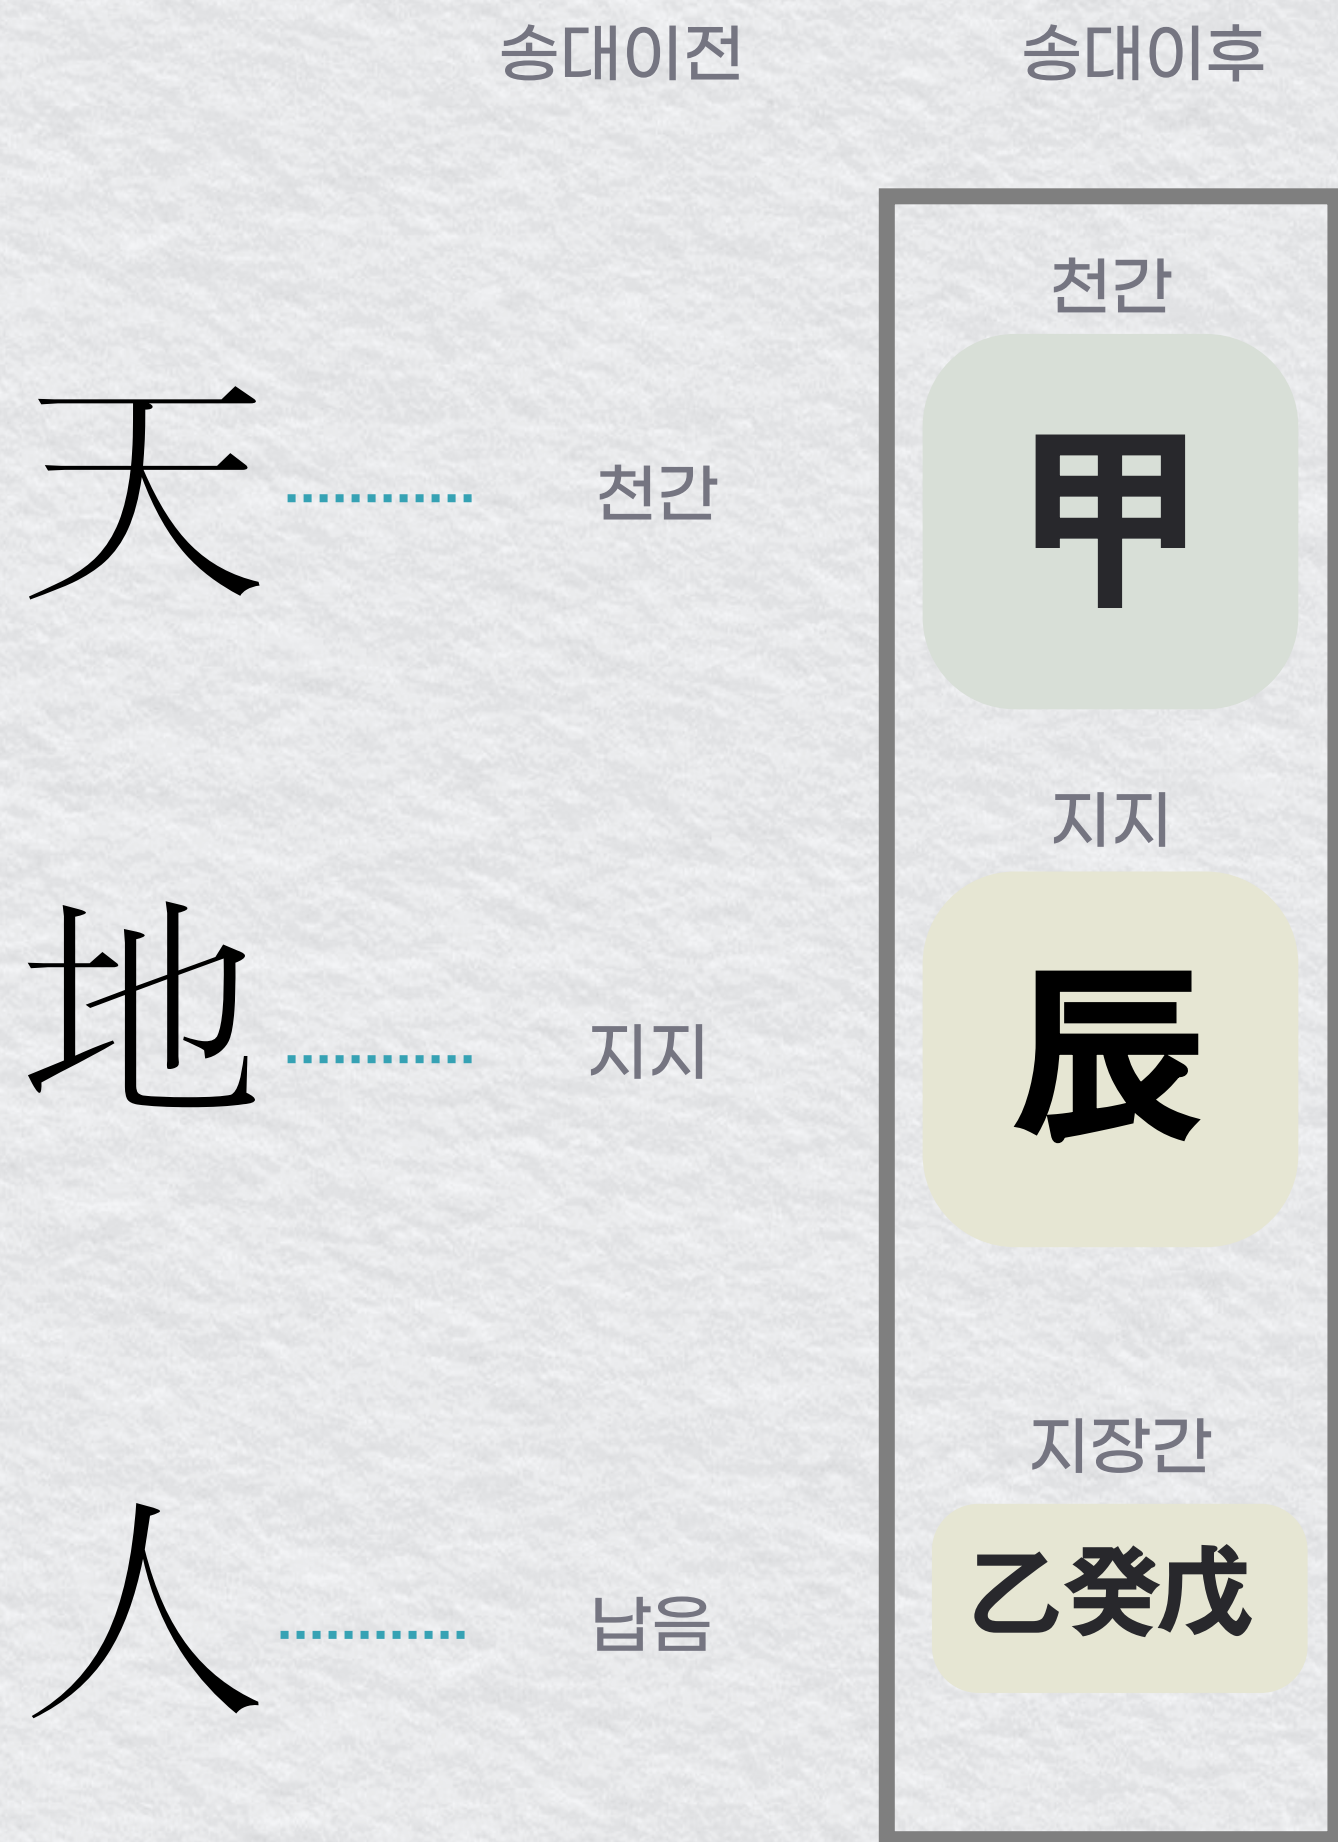 송대이전 송대이후
천간
甲
天 천간
지지
辰
地 지지
지장간
乙癸戊
人 납음